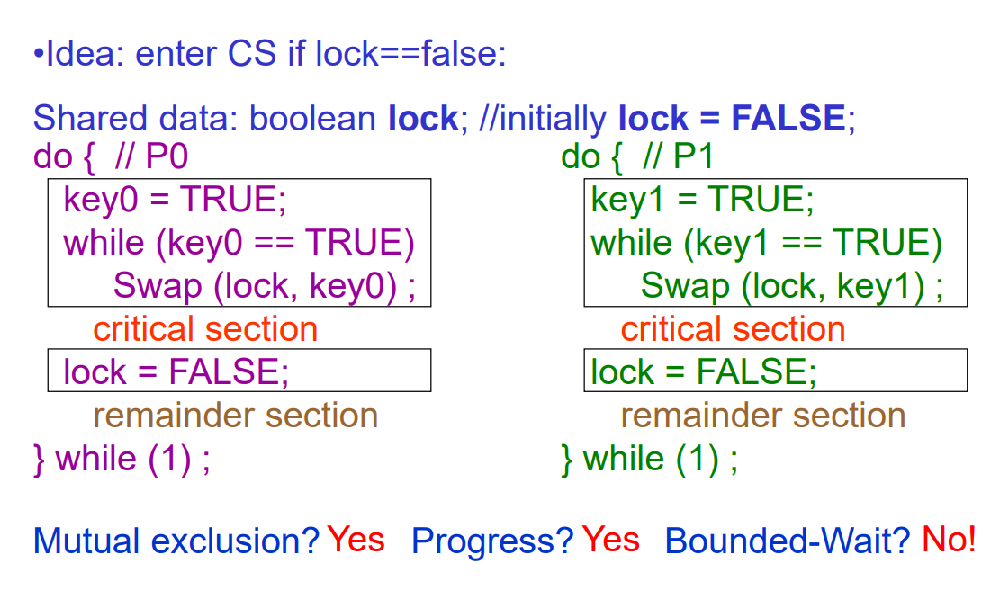 •Idea: enter CS if lock==false:
Shared data: boolean lock; //initially lock = FALSE;
do {  // P0
key0 = TRUE;
while (key0 == TRUE)
Swap (lock, key0) ;
critical section
lock = FALSE;
remainder section
} while (1) ;
do {  // P1
key1 = TRUE;
while (key1 == TRUE)
Swap (lock, key1) ;
critical section
lock = FALSE;
remainder section
} while (1) ;
Mutual exclusion? Yes Progress? Yes Bounded-Wait? No!